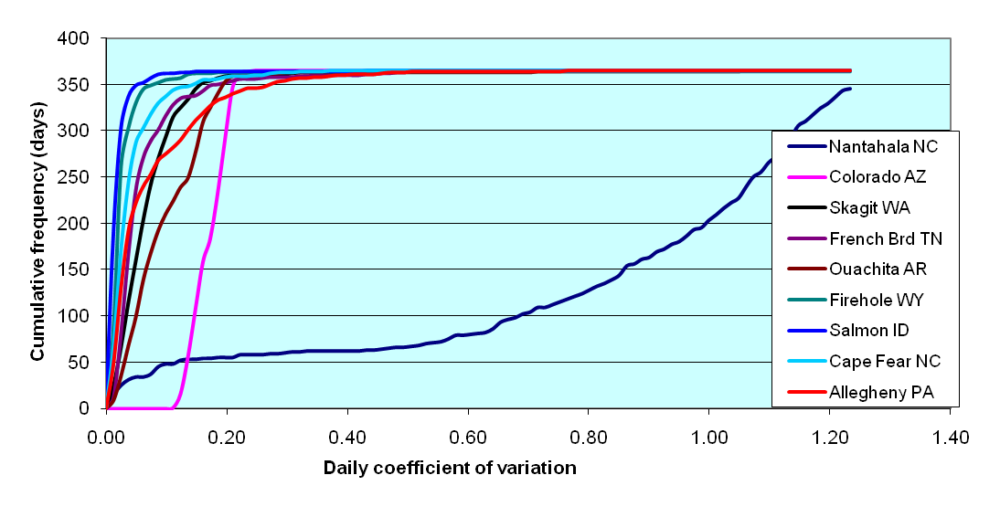 400
350
300
250
200
150
100
50
0
Cumulative frequency (days)
Nantahala NC
Colorado AZ
Skagit WA
French Brd TN
Ouachita AR
Firehole WY
Salmon ID
Cape Fear NC
Allegheny PA
0.00 0.20 0.40 0.60 0.80 1.00 1.20 1.40
Daily coefficient of variation